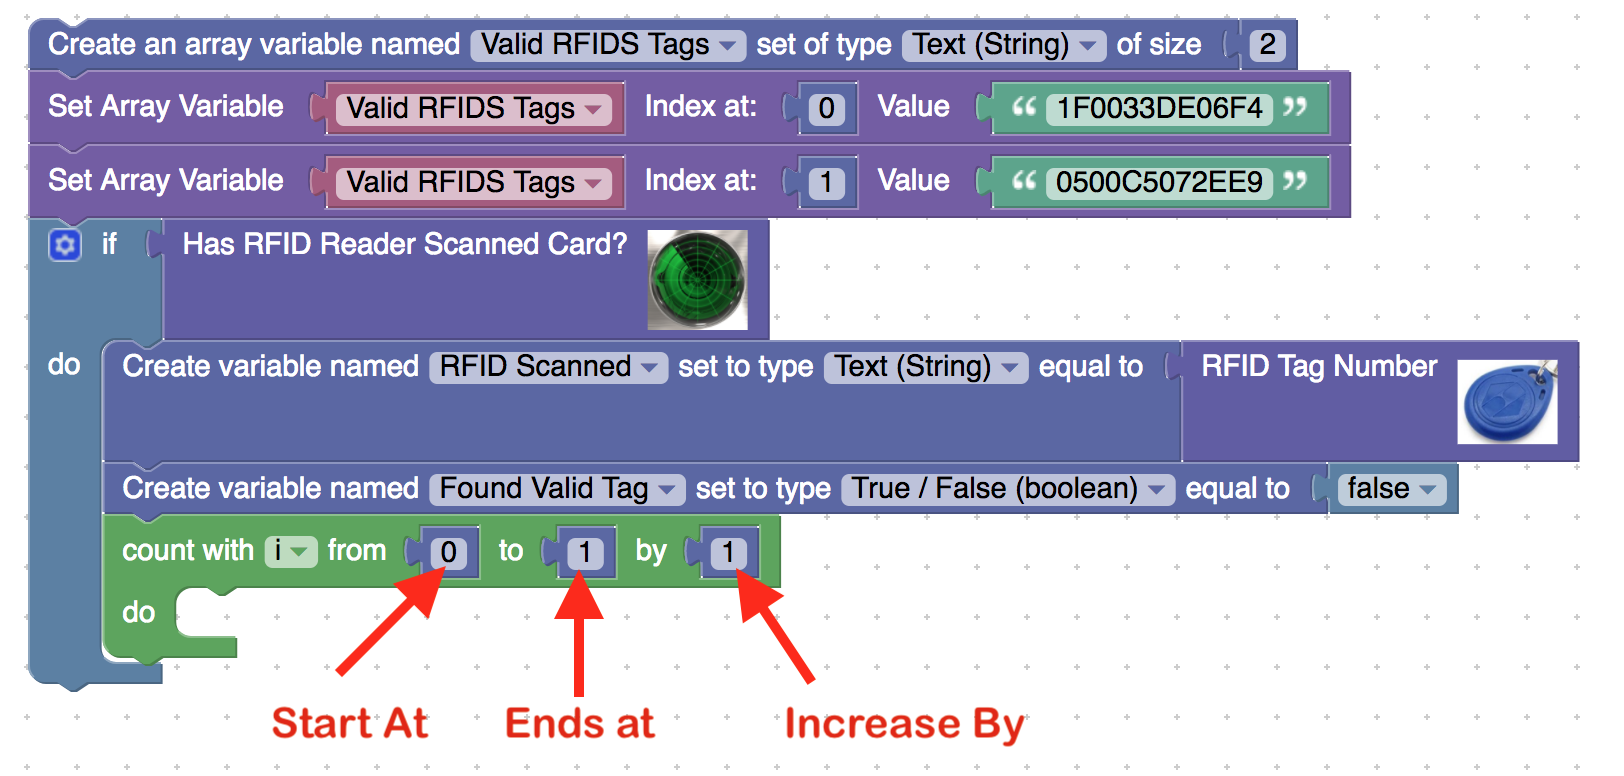 Create an array variable named Valid RFIDS Tags set of type Text (String) of size 2
Set Array Variable Valid RFIDS Tags Index at: 0 Value “ 1F0033DE06F4 ”
Set Array Variable Valid RFIDS Tags Index at: 1 Value “ 0500C5072EE9 ”
if Has RFID Reader Scanned Card?
do Create variable named RFID Scanned set to type Text (String) equal to RFID Tag Number
Create variable named Found Valid Tag set to type True / False (boolean) equal to false
count with i from 0 to 1 by 1
do
Start At Ends at Increase By